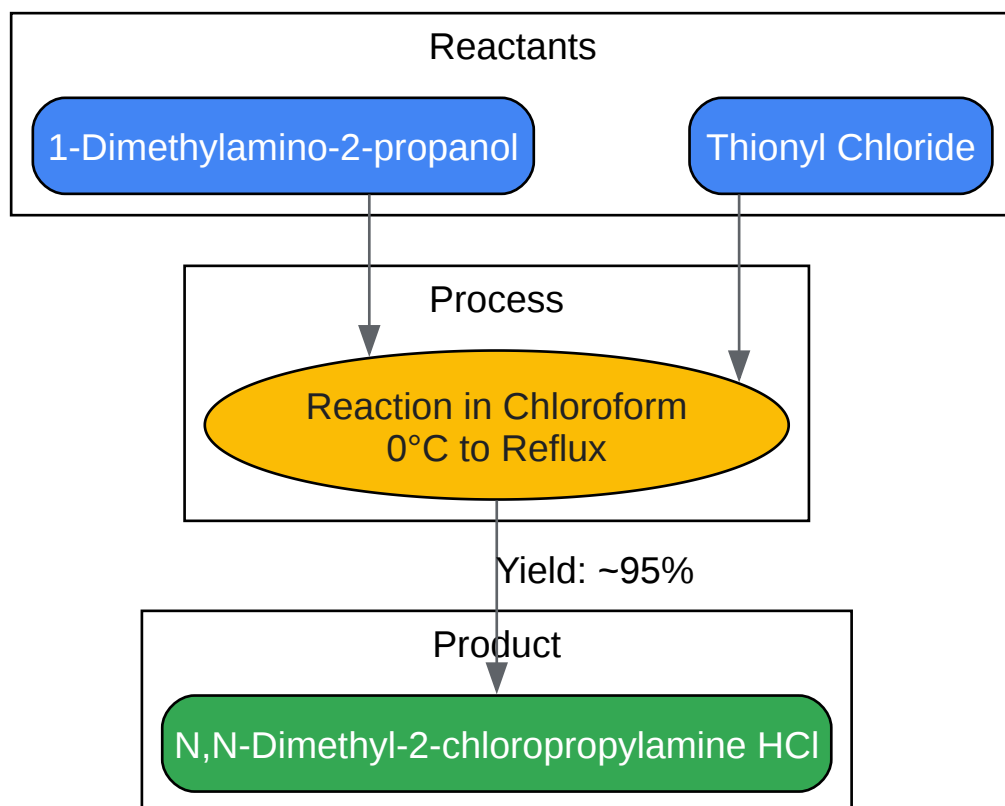 Reactants
1-Dimethylamino-2-propanol
Thionyl Chloride
Process
Reaction in Chloroform
0°C to Reflux
Yield: ~95%
Product
N,N-Dimethyl-2-chloropropylamine HCl